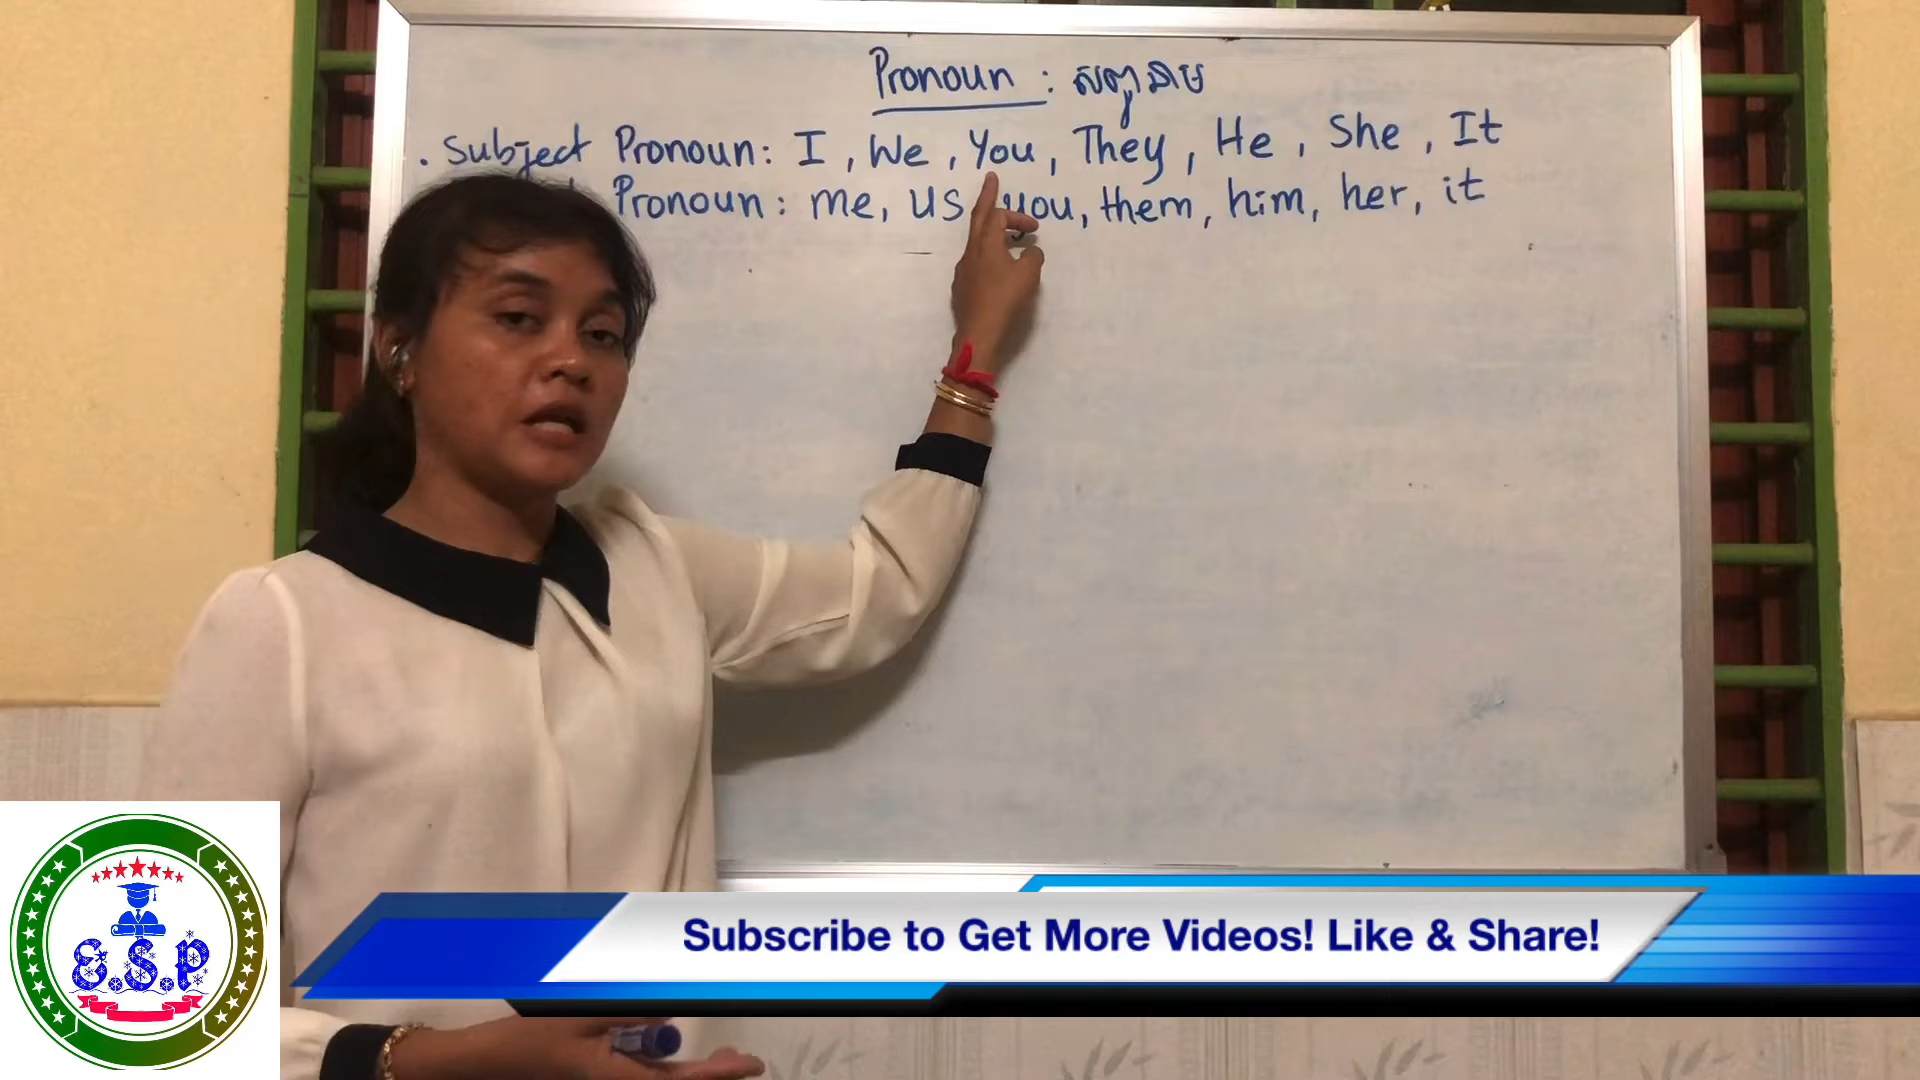 Pronoun : សព្វនាម
. Subject Pronoun: I, We, You, They, He, She, It
Pronoun: me, us, you, them, him, her, it
E.S.P
Subscribe to Get More Videos! Like & Share!